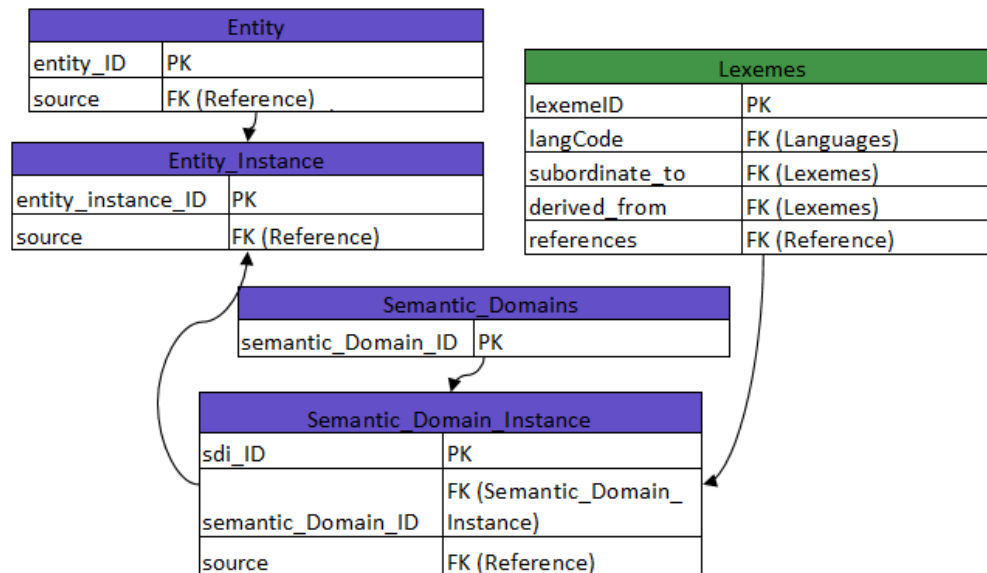 Entity
entity_ID PK
source FK (Reference)
Entity_Instance
entity_instance_ID PK
source FK (Reference)
Lexemes
lexemeID PK
langCode FK (Languages)
subordinate_to FK (Lexemes)
derived_from FK (Lexemes)
references FK (Reference)
Semantic_Domains
semantic_Domain_ID PK
Semantic_Domain_Instance
sdi_ID PK
FK (Semantic_Domain_
semantic_Domain_ID Instance)
source FK (Reference)